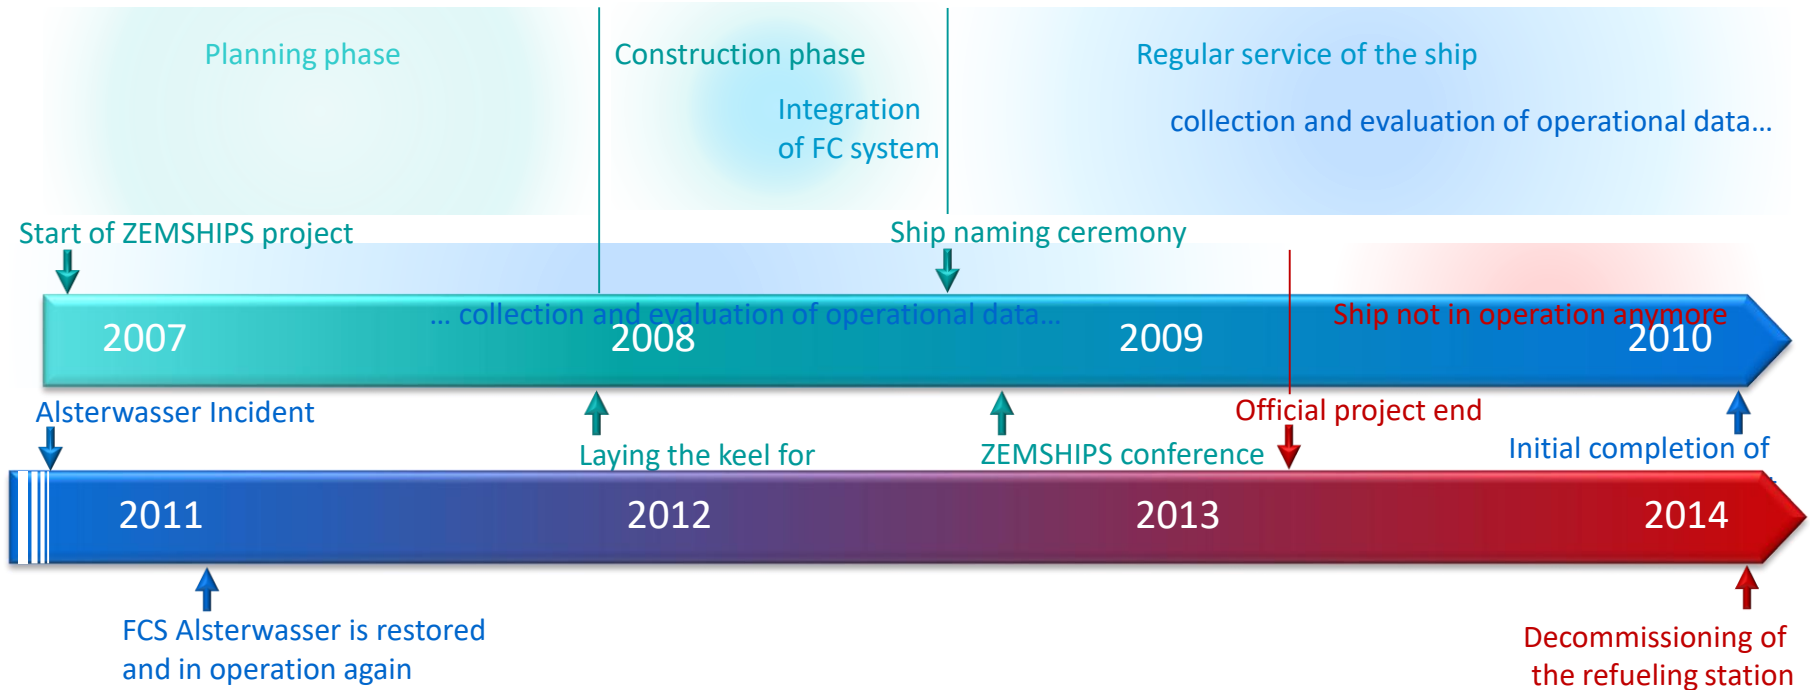 Planning phase
Construction phase
Regular service of the ship
Integration
of FC system
collection and evaluation of operational data...
Start of ZEMSHIPS project
Ship naming ceremony
... collection and evaluation of operational data...
Ship not in operation anymore
2007
2008
2009
2010
Alsterwasser Incident
Official project end
Laying the keel for
ZEMSHIPS conference
Initial completion of
2011
2012
2013
2014
FCS Alsterwasser is restored
and in operation again
Decommissioning of
the refueling station